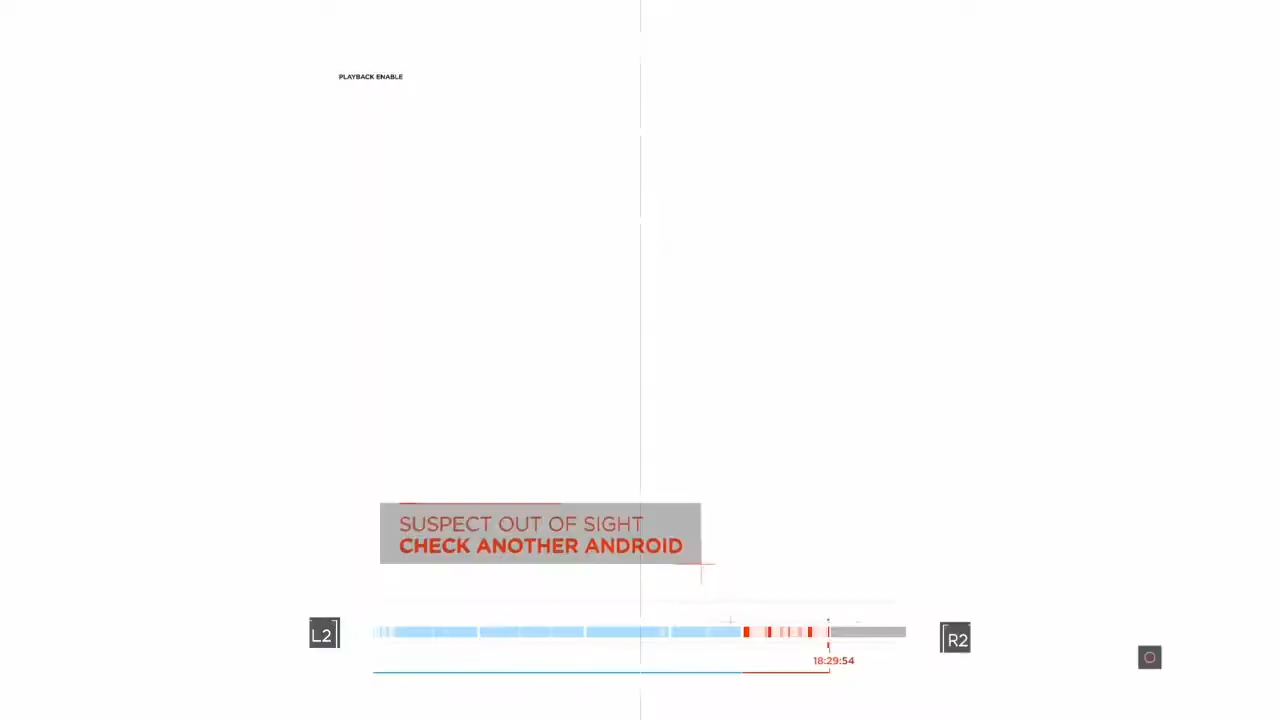 PLAYBACK ENABLE
SUSPECT OUT OF SIGHT
CHECK ANOTHER ANDROID
L2
R2
18:29:54